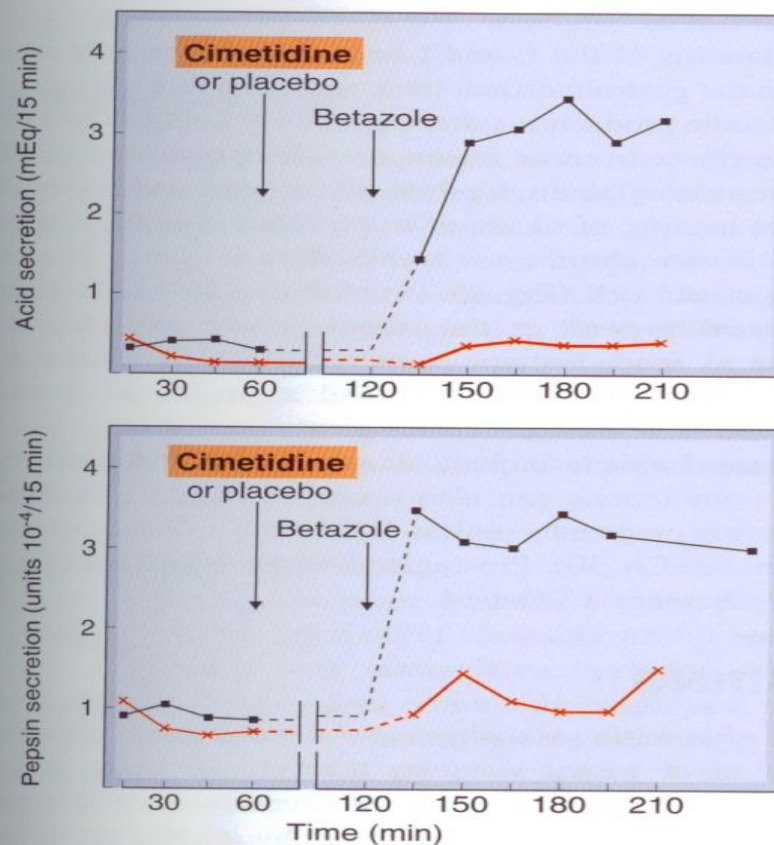 Acid secretion (mEq/15 min)
4
3
2
1
Cimetidine
or placebo
Betazole
30 60 120 150 180 210
Pepsin secretion (units 10-4/15 min)
4
3
2
1
Cimetidine
or placebo
Betazole
30 60 120 150 180 210
Time (min)